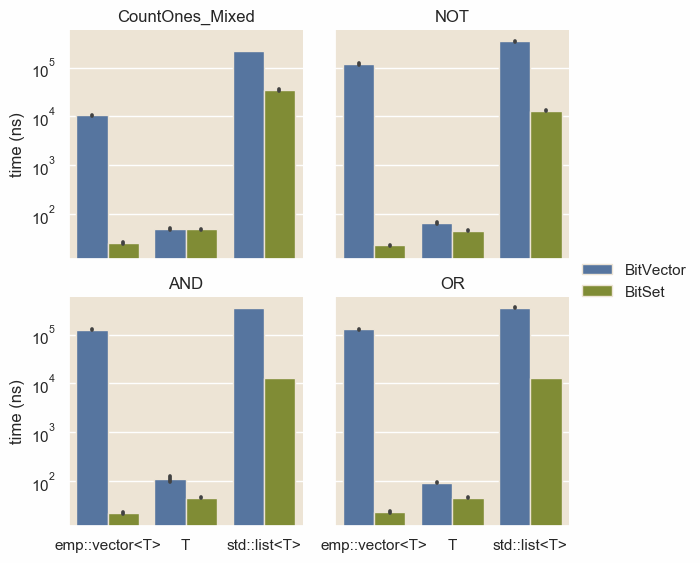 CountOnes_Mixed
NOT
time (ns)
10^5
10^4
10^3
10^2
BitVector
BitSet
AND
OR
time (ns)
10^5
10^4
10^3
10^2
emp::vector<T> T std::list<T>
emp::vector<T> T std::list<T>